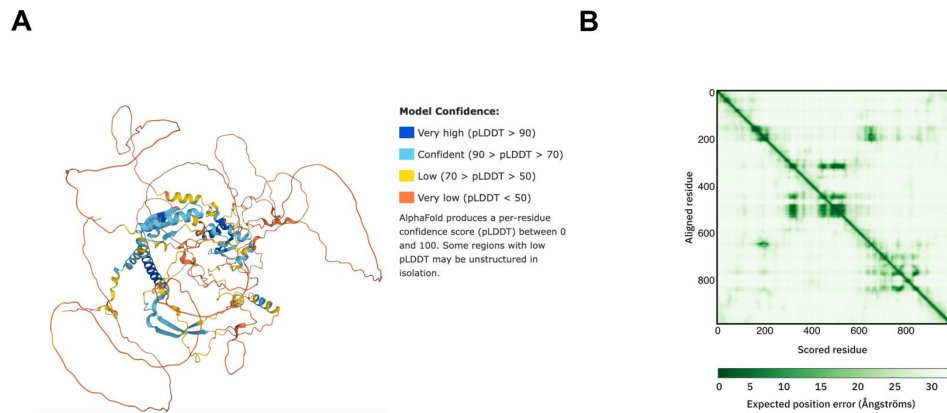 A
B
Model Confidence:
Very high (pLDDT > 90)
Confident (90 > pLDDT > 70)
Low (70 > pLDDT > 50)
Very low (pLDDT < 50)
AlphaFold produces a per-residue
confidence score (pLDDT) between 0
and 100. Some regions with low
pLDDT may be unstructured in
isolation.
0
200
400
600
800
Aligned residue
0 200 400 600 800
Scored residue
0 5 10 15 20 25 30
Expected position error (Ångströms)